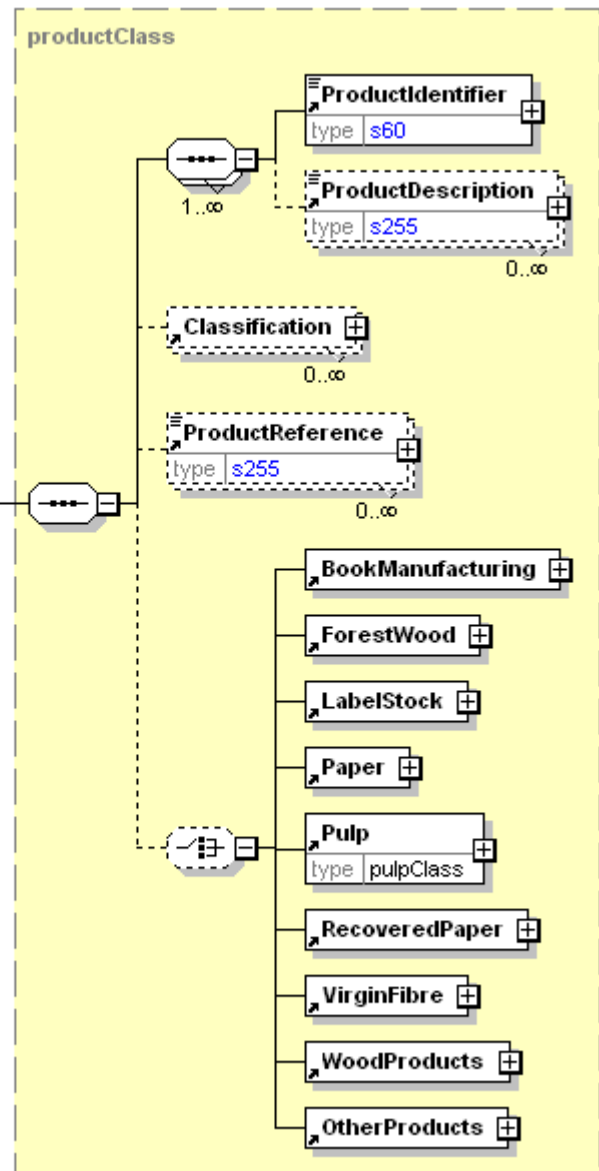 productClass
ProductIdentifier
type s60
1..∞
ProductDescription
type s255
0..∞
Classification
0..∞
ProductReference
type s255
0..∞
BookManufacturing
ForestWood
LabelStock
Paper
Pulp
type pulpClass
RecoveredPaper
VirginFibre
WoodProducts
OtherProducts